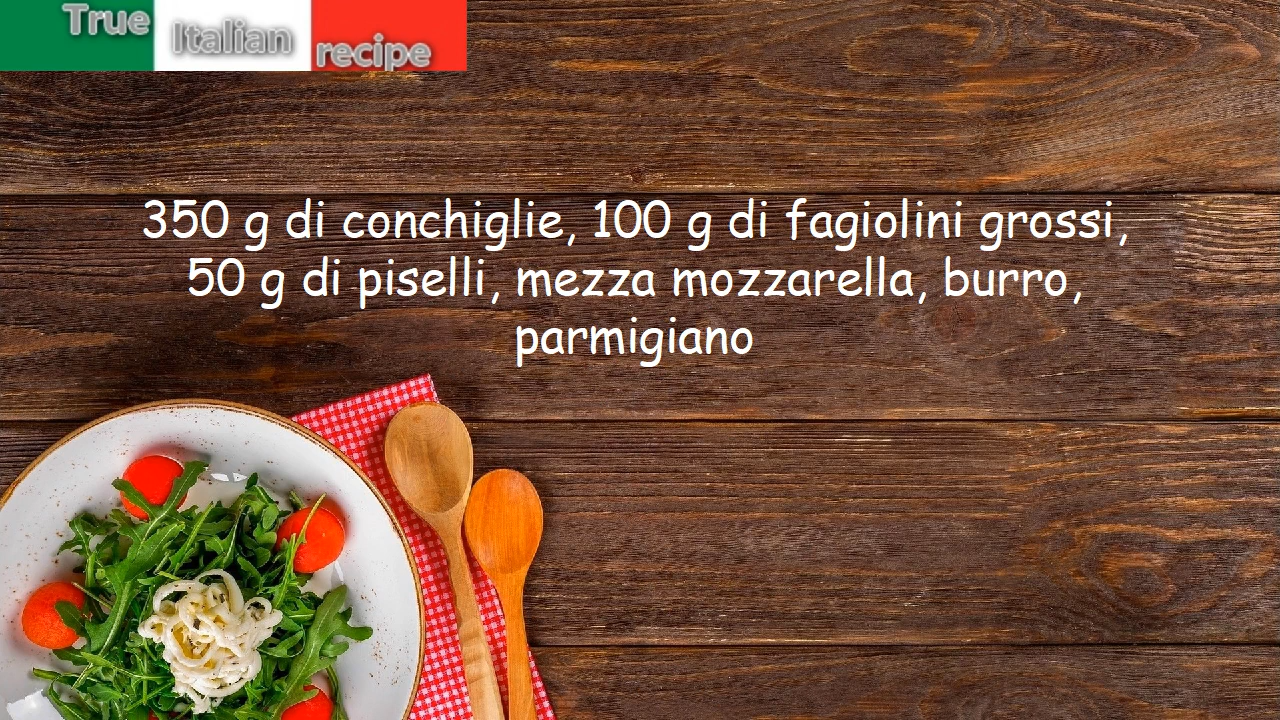 True Italian recipe
350 g di conchiglie, 100 g di fagiolini grossi,
50 g di piselli, mezza mozzarella, burro,
parmigiano